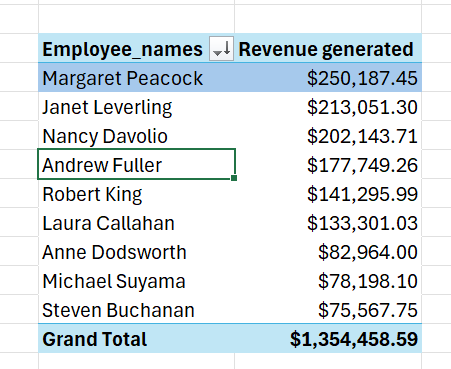 Employee_names Revenue generated
Margaret Peacock $250,187.45
Janet Leverling $213,051.30
Nancy Davolio $202,143.71
Andrew Fuller $177,749.26
Robert King $141,295.99
Laura Callahan $133,301.03
Anne Dodsworth $82,964.00
Michael Suyama $78,198.10
Steven Buchanan $75,567.75
Grand Total $1,354,458.59